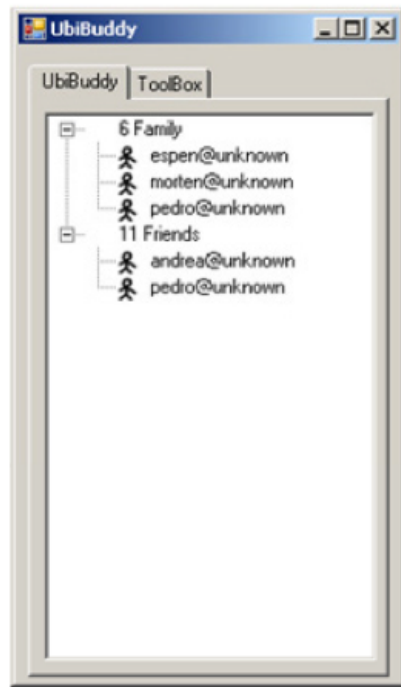 UbiBuddy
UbiBuddy ToolBox
6 Family
espen@unknown
morten@unknown
pedro@unknown
11 Friends
andrea@unknown
pedro@unknown